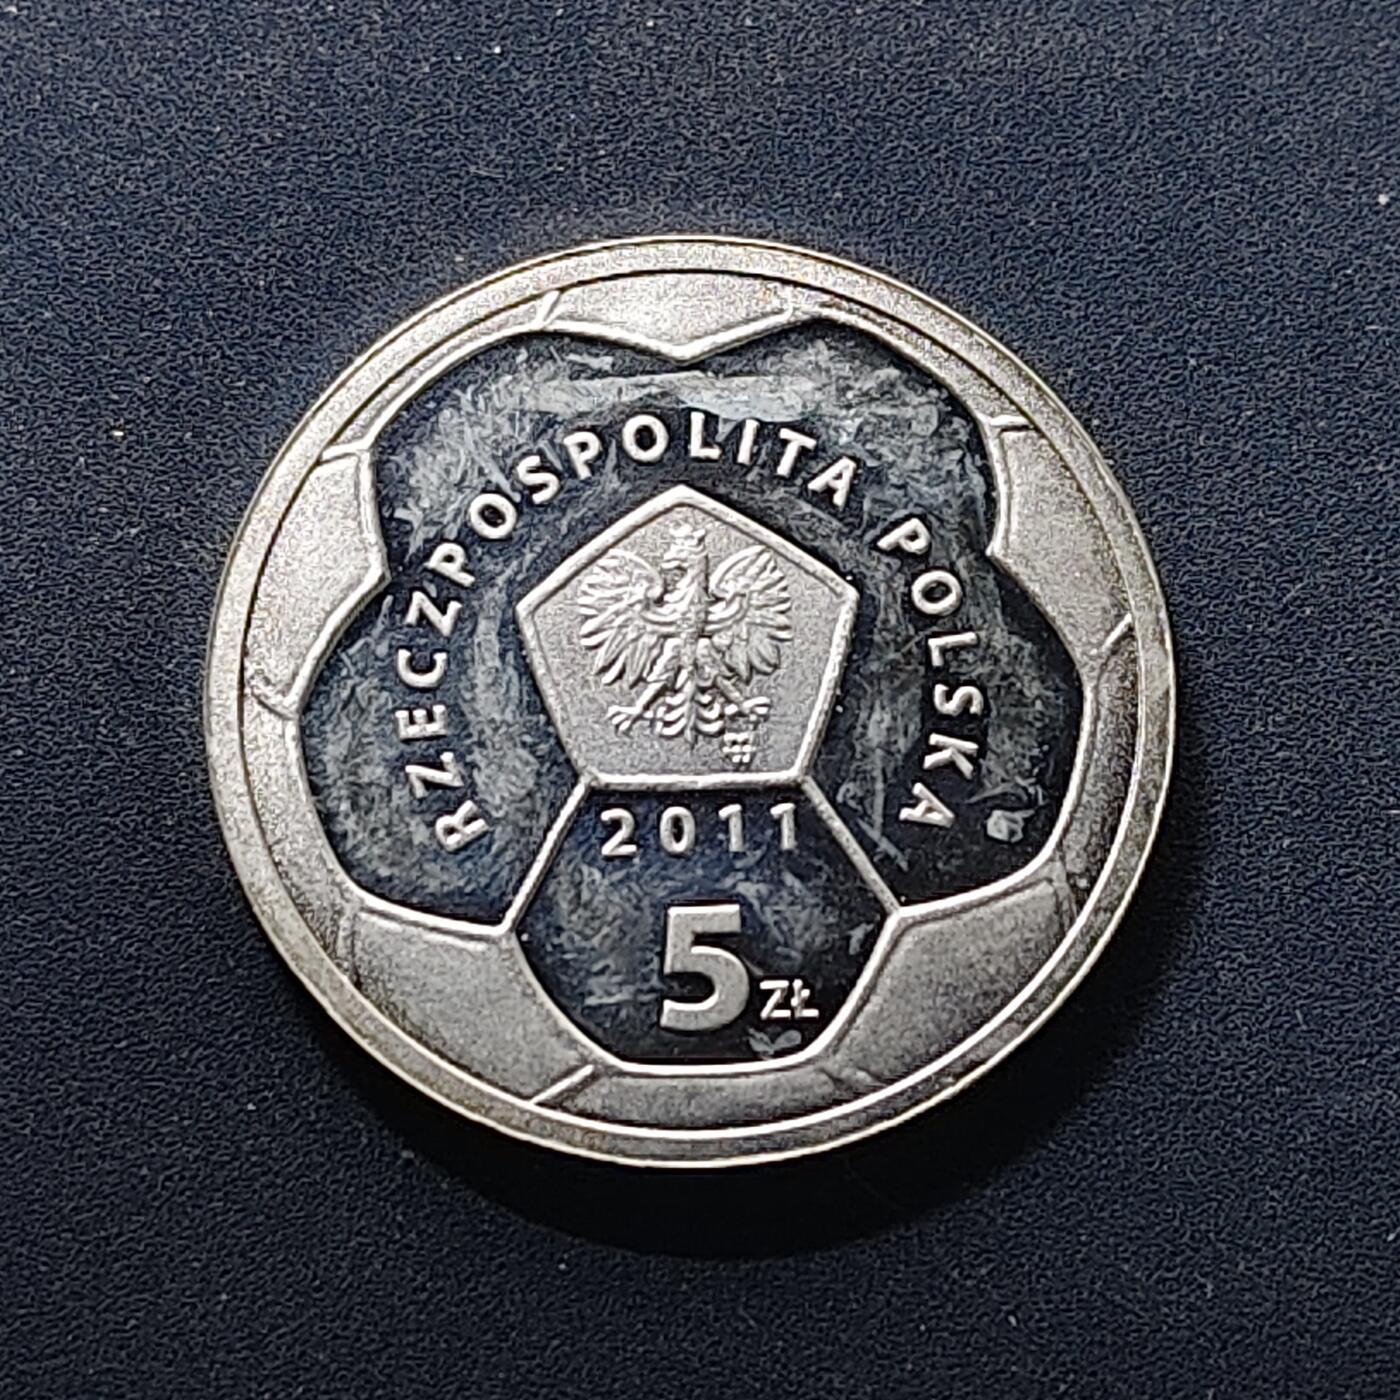 RZECZPOSPOLITA POLSKA
2011
5 ZŁ